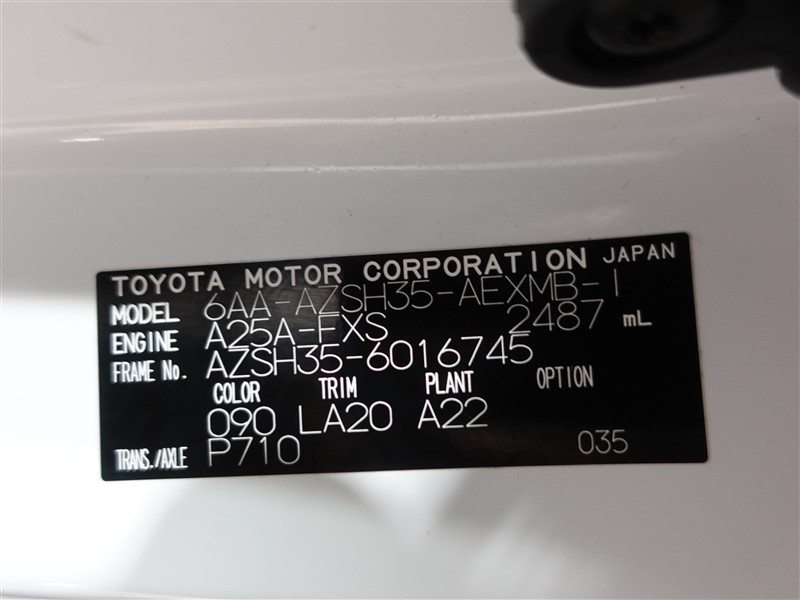 TOYOTA MOTOR CORPORATION JAPAN
MODEL 6AA-AZSH35-AEXMB-I
ENGINE A25A-FXS 2487 mL
FRAME No. AZSH35-6016745
COLOR TRIM PLANT OPTION
090 LA20 A22
TRANS./AXLE P710 035